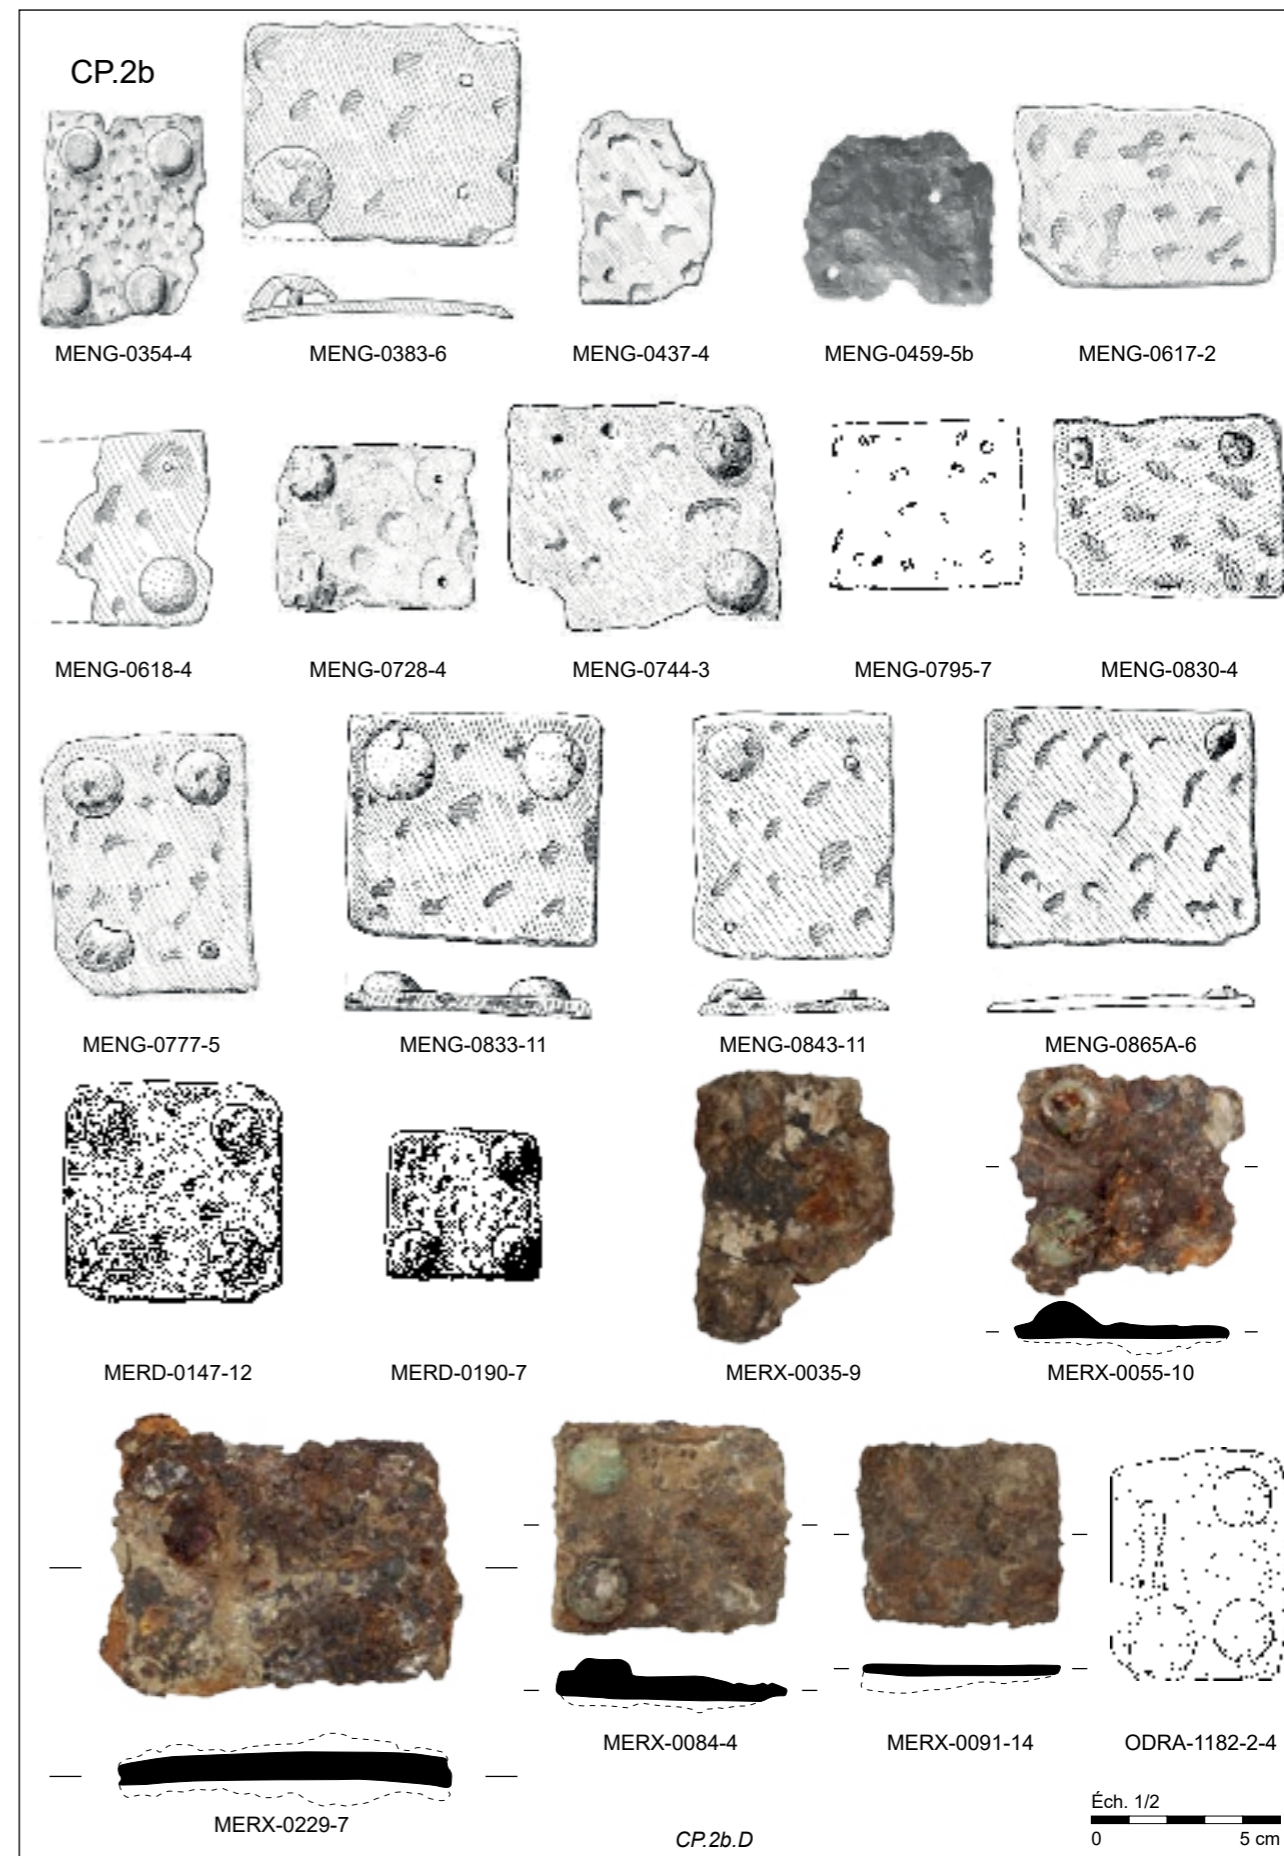 CP.2b
MENG-0354-4 MENG-0383-6 MENG-0437-4 MENG-0459-5b MENG-0617-2
MENG-0618-4 MENG-0728-4 MENG-0744-3 MENG-0795-7 MENG-0830-4
MENG-0777-5 MENG-0833-11 MENG-0843-11 MENG-0865A-6
MERD-0147-12 MERD-0190-7 MERX-0035-9 MERX-0055-10
MERX-0084-4 MERX-0091-14 ODRA-1182-2-4
MERX-0229-7
Éch. 1/2
0 5 cm
CP.2b.D